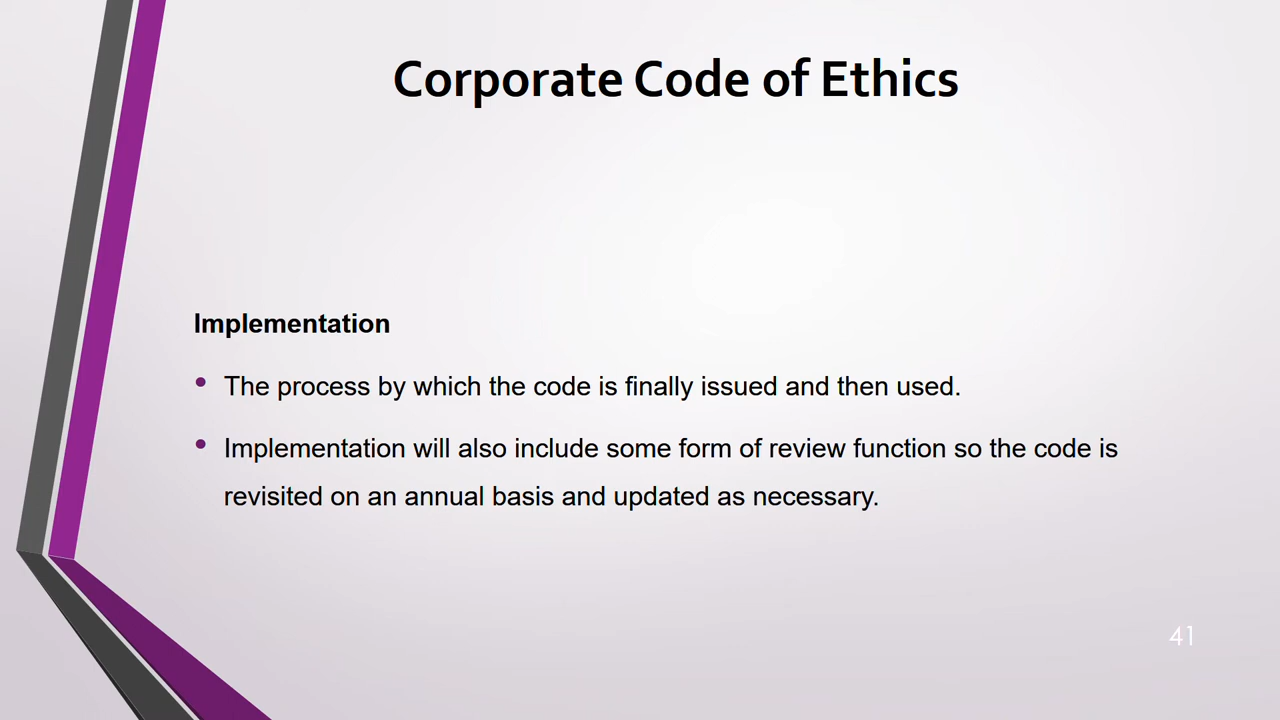 Corporate Code of Ethics
Implementation
• The process by which the code is finally issued and then used.
• Implementation will also include some form of review function so the code is
revisited on an annual basis and updated as necessary.
41